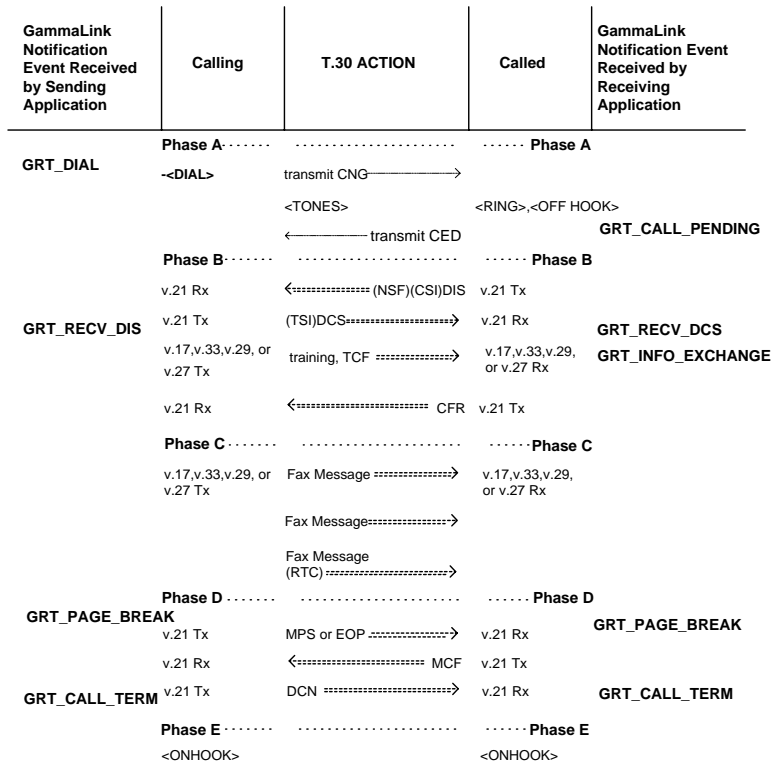 GammaLink
Notification
Event Received
by Sending
Application
Calling
T.30 ACTION
Called
GammaLink
Notification Event
Received by
Receiving
Application
Phase A Phase A
GRT_DIAL
-<DIAL> transmit CNG
<TONES> <RING>,<OFF HOOK>
transmit CED
GRT_CALL_PENDING
Phase B Phase B
v.21 Rx (NSF)(CSI)DIS v.21 Tx
GRT_RECV_DIS v.21 Tx (TSI)DCS v.21 Rx GRT_RECV_DCS
v.17,v.33,v.29, or
v.27 Tx
training, TCF
v.17,v.33,v.29,
or v.27 Rx
GRT_INFO_EXCHANGE
v.21 Rx CFR v.21 Tx
Phase C Phase C
v.17,v.33,v.29, or
v.27 Tx
Fax Message
v.17,v.33,v.29,
or v.27 Rx
Fax Message
Fax Message
(RTC)
Phase D Phase D
GRT_PAGE_BREAK
v.21 Tx MPS or EOP v.21 Rx
GRT_PAGE_BREAK
v.21 Rx MCF v.21 Tx
GRT_CALL_TERM v.21 Tx DCN v.21 Rx GRT_CALL_TERM
Phase E Phase E
<ONHOOK> <ONHOOK>